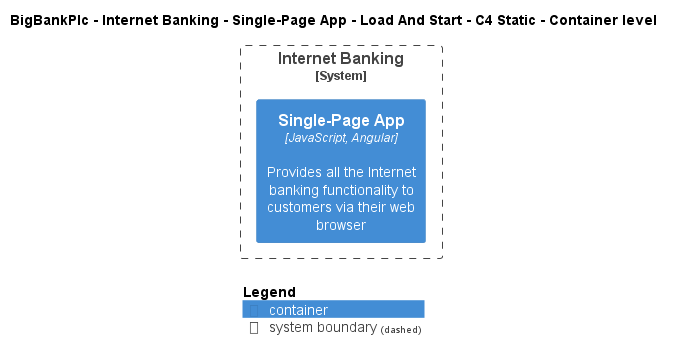 BigBankPlc - Internet Banking - Single-Page App - Load And Start - C4 Static - Container level
Internet Banking
[System]
Single-Page App
[JavaScript, Angular]
Provides all the Internet
banking functionality to
customers via their web
browser
Legend
container
system boundary (dashed)